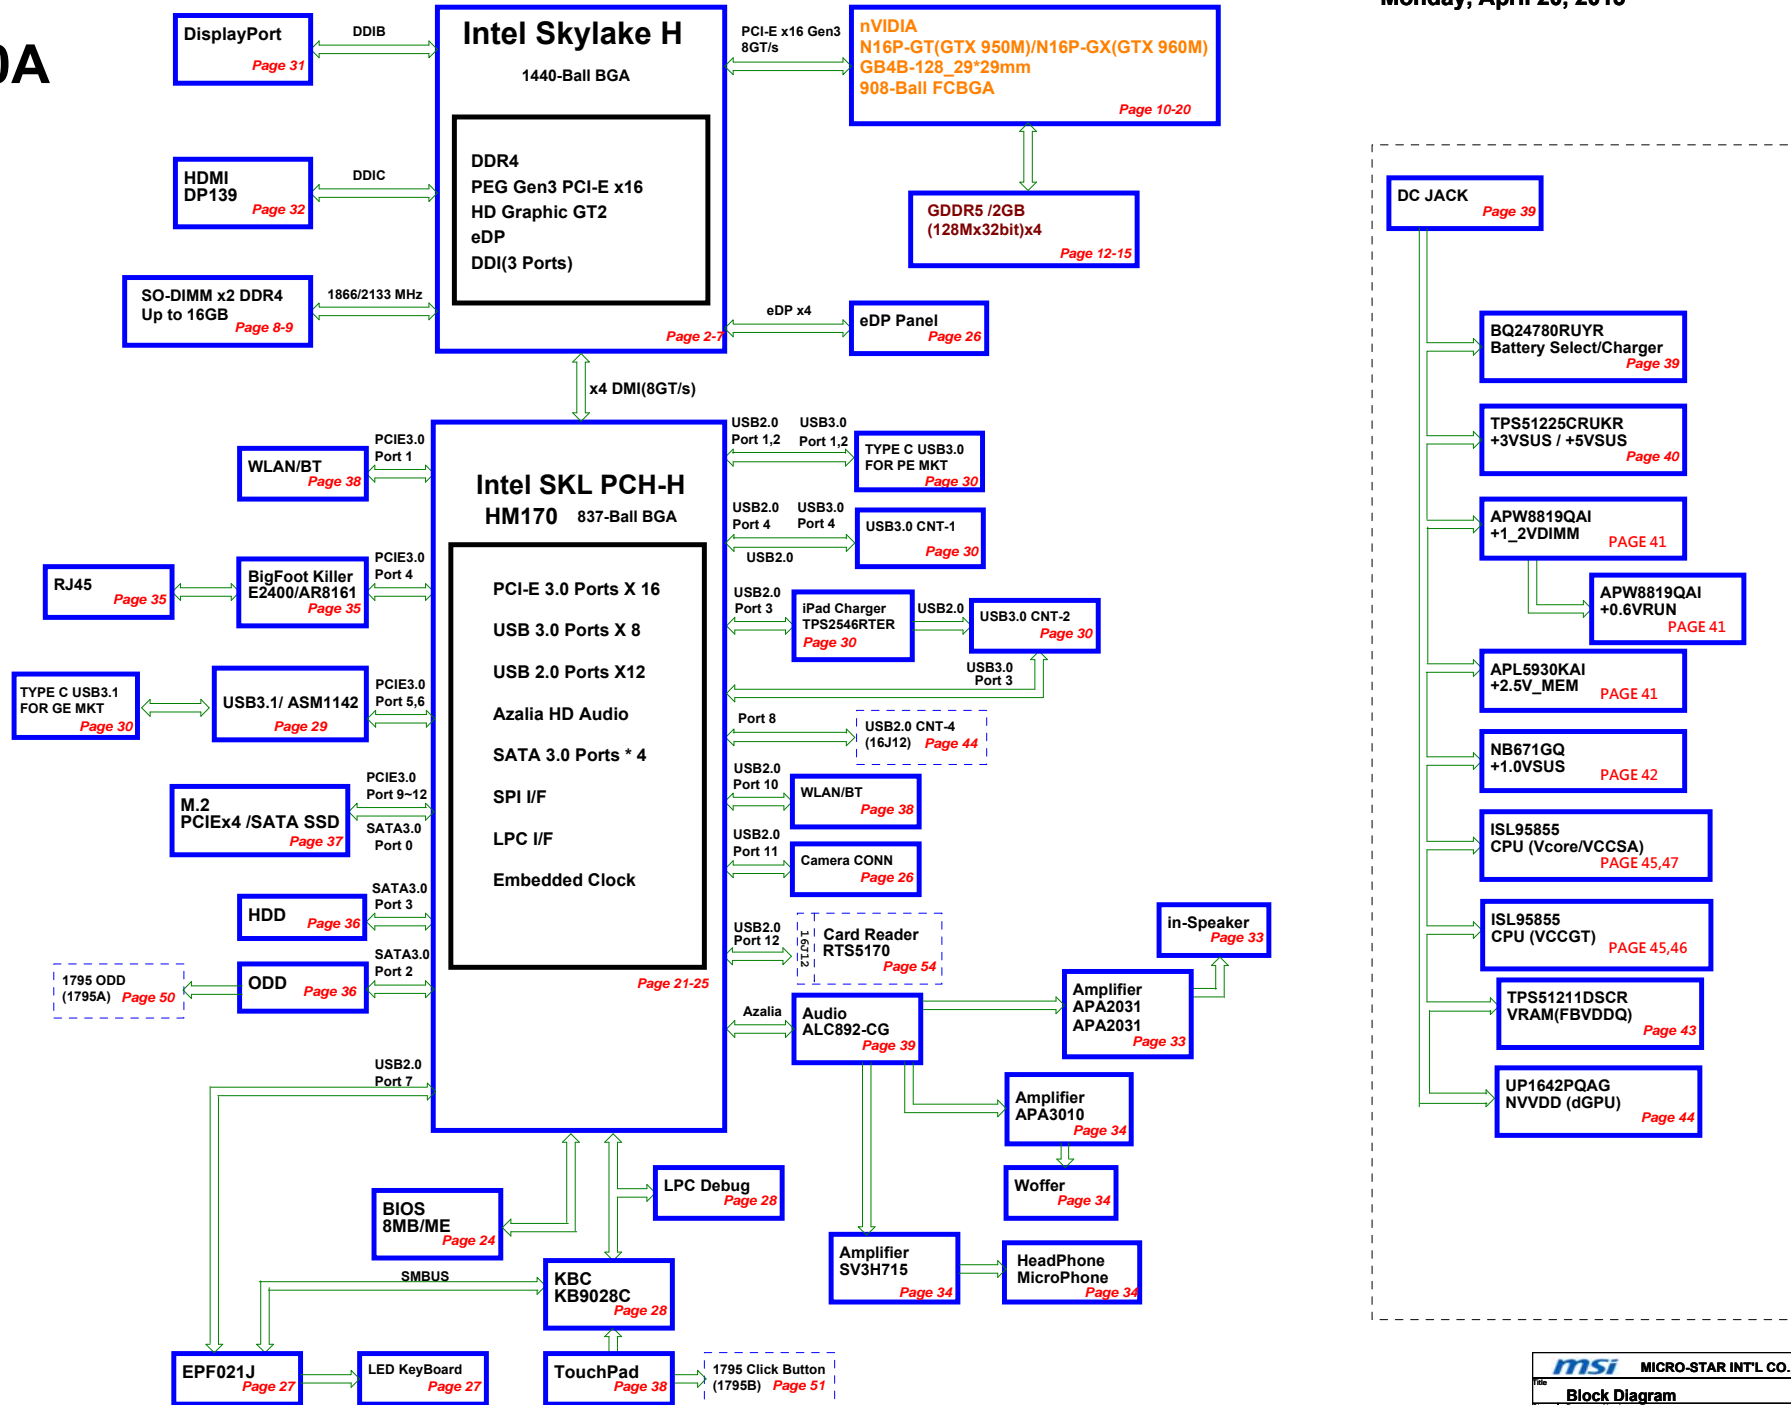 0A
Monday, April 20, 2015
DisplayPort
Page 31
DDIB
Intel Skylake H
1440-Ball BGA
DDR4
PEG Gen3 PCI-E x16
HD Graphic GT2
eDP
DDI(3 Ports)
Page 2-7
PCI-E x16 Gen3
8GT/s
nVIDIA
N16P-GT(GTX 950M)/N16P-GX(GTX 960M)
GB4B-128_29*29mm
908-Ball FCBGA
Page 10-20
HDMI
DP139
Page 32
DDIC
GDDR5 /2GB
(128Mx32bit)x4
Page 12-15
SO-DIMM x2 DDR4
Up to 16GB
Page 8-9
1866/2133 MHz
eDP x4
eDP Panel
Page 26
x4 DMI(8GT/s)
Intel SKL PCH-H
HM170 837-Ball BGA
PCI-E 3.0 Ports X 16
USB 3.0 Ports X 8
USB 2.0 Ports X12
Azalia HD Audio
SATA 3.0 Ports * 4
SPI I/F
LPC I/F
Embedded Clock
Page 21-25
WLAN/BT
Page 38
PCIE3.0
Port 1
RJ45
Page 35
BigFoot Killer
E2400/AR8161
Page 35
PCIE3.0
Port 4
TYPE C USB3.1
FOR GE MKT
Page 30
USB3.1/ ASM1142
Page 29
PCIE3.0
Port 5,6
M.2
PCIEx4 /SATA SSD
Page 37
PCIE3.0
Port 9~12
SATA3.0
Port 0
HDD
Page 36
SATA3.0
Port 3
1795 ODD
(1795A) Page 50
ODD
Page 36
SATA3.0
Port 2
USB2.0
Port 7
USB2.0
Port 1,2
USB3.0
Port 1,2
TYPE C USB3.0
FOR PE MKT
Page 30
USB2.0
Port 4
USB3.0
Port 4
USB2.0
USB3.0 CNT-1
Page 30
USB2.0
Port 3
iPad Charger
TPS2546RTER
Page 30
USB2.0
USB3.0 CNT-2
Page 30
USB3.0
Port 3
Port 8
USB2.0 CNT-4
(16J12) Page 44
USB2.0
Port 10
WLAN/BT
Page 38
USB2.0
Port 11
Camera CONN
Page 26
USB2.0
Port 12
16J12
Card Reader
RTS5170
Page 54
Azalia
Audio
ALC892-CG
Page 39
Amplifier
APA2031
APA2031
Page 33
in-Speaker
Page 33
Amplifier
APA3010
Page 34
Woffer
Page 34
Amplifier
SV3H715
Page 34
HeadPhone
MicroPhone
Page 34
BIOS
8MB/ME
Page 24
LPC Debug
Page 28
SMBUS
KBC
KB9028C
Page 28
EPF021J
Page 27
LED KeyBoard
Page 27
TouchPad
Page 38
1795 Click Button
(1795B) Page 51
DC JACK
Page 39
BQ24780RUYR
Battery Select/Charger
Page 39
TPS51225CRUKR
+3VSUS / +5VSUS
Page 40
APW8819QAI
+1_2VDIMM
PAGE 41
APW8819QAI
+0.6VRUN
PAGE 41
APL5930KAI
+2.5V_MEM
PAGE 41
NB671GQ
+1.0VSUS
PAGE 42
ISL95855
CPU (Vcore/VCCSA)
PAGE 45,47
ISL95855
CPU (VCCGT)
PAGE 45,46
TPS51211DSCR
VRAM(FBVDDQ)
Page 43
UP1642PQAG
NVVDD (dGPU)
Page 44
msi MICRO-STAR INT'L CO.
Title
Block Diagram